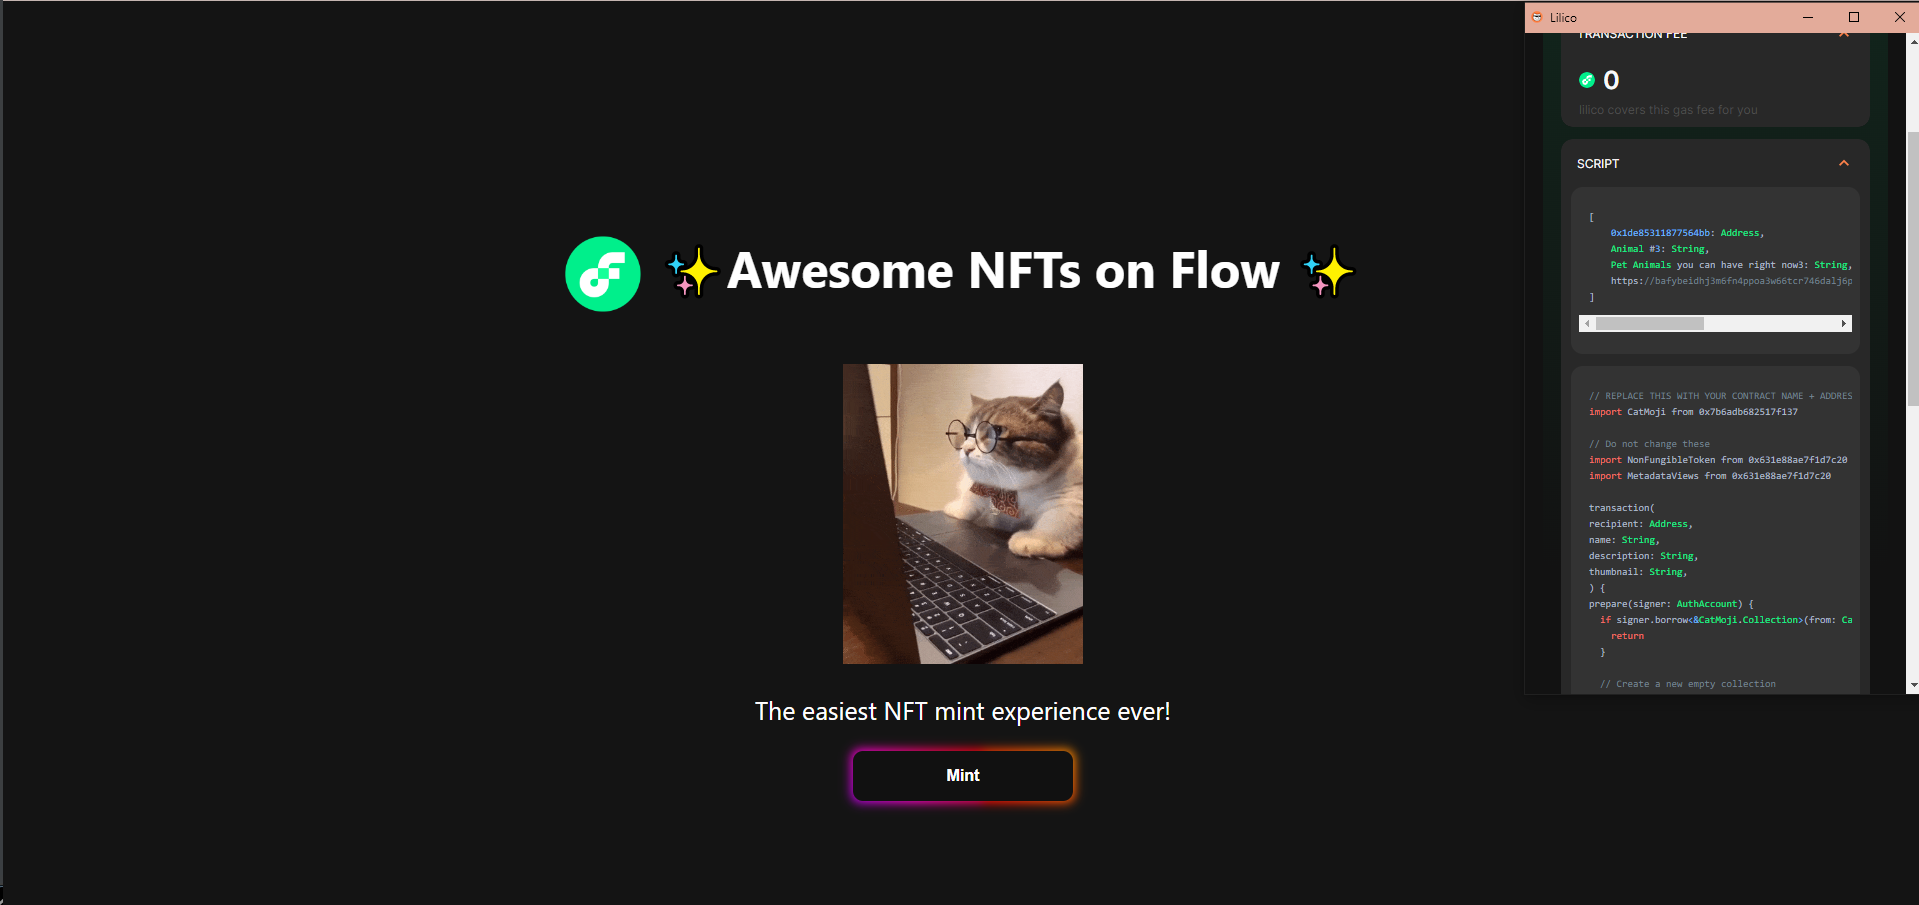 ✨Awesome NFTs on Flow ✨
The easiest NFT mint experience ever!
Mint
Lilico
TRANSACTION FEE
0
lilico covers this gas fee for you
SCRIPT
[
0x1de85311877564bb: Address,
Animal #3: String,
Pet Animals you can have right now3: String,
https://bafybeidhj3m6fn4ppoa3w66tcr746dalj6p
]
// REPLACE THIS WITH YOUR CONTRACT NAME + ADDRES
import CatMoji from 0x7b6adb682517f137
// Do not change these
import NonFungibleToken from 0x631e88ae7f1d7c20
import MetadataViews from 0x631e88ae7f1d7c20
transaction(
recipient: Address,
name: String,
description: String,
thumbnail: String,
) {
prepare(signer: AuthAccount) {
if signer.borrow<&CatMoji.Collection>(from: Ca
return
}
// Create a new empty collection